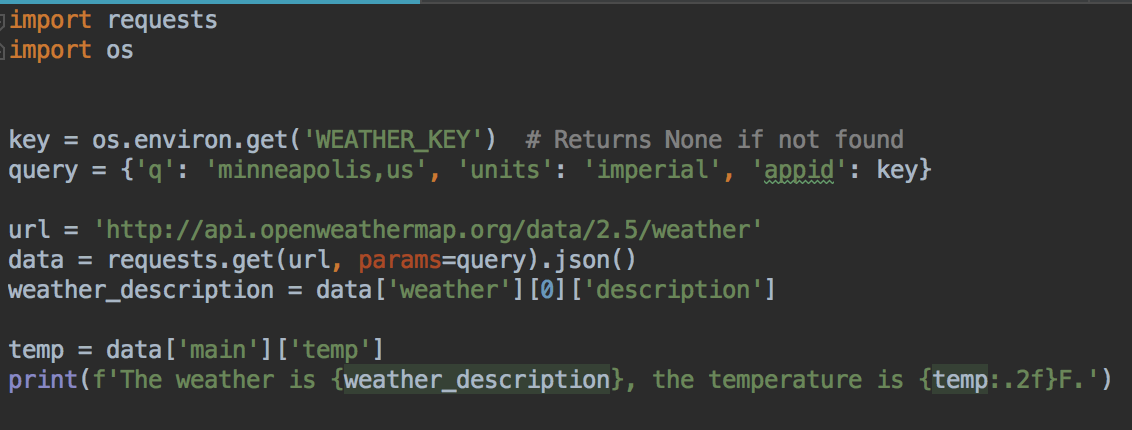 import requests
import os
key = os.environ.get('WEATHER_KEY')  # Returns None if not found
query = {'q': 'minneapolis,us', 'units': 'imperial', 'appid': key}
url = 'http://api.openweathermap.org/data/2.5/weather'
data = requests.get(url, params=query).json()
weather_description = data['weather'][0]['description']
temp = data['main']['temp']
print(f'The weather is {weather_description}, the temperature is {temp:.2f}F.')